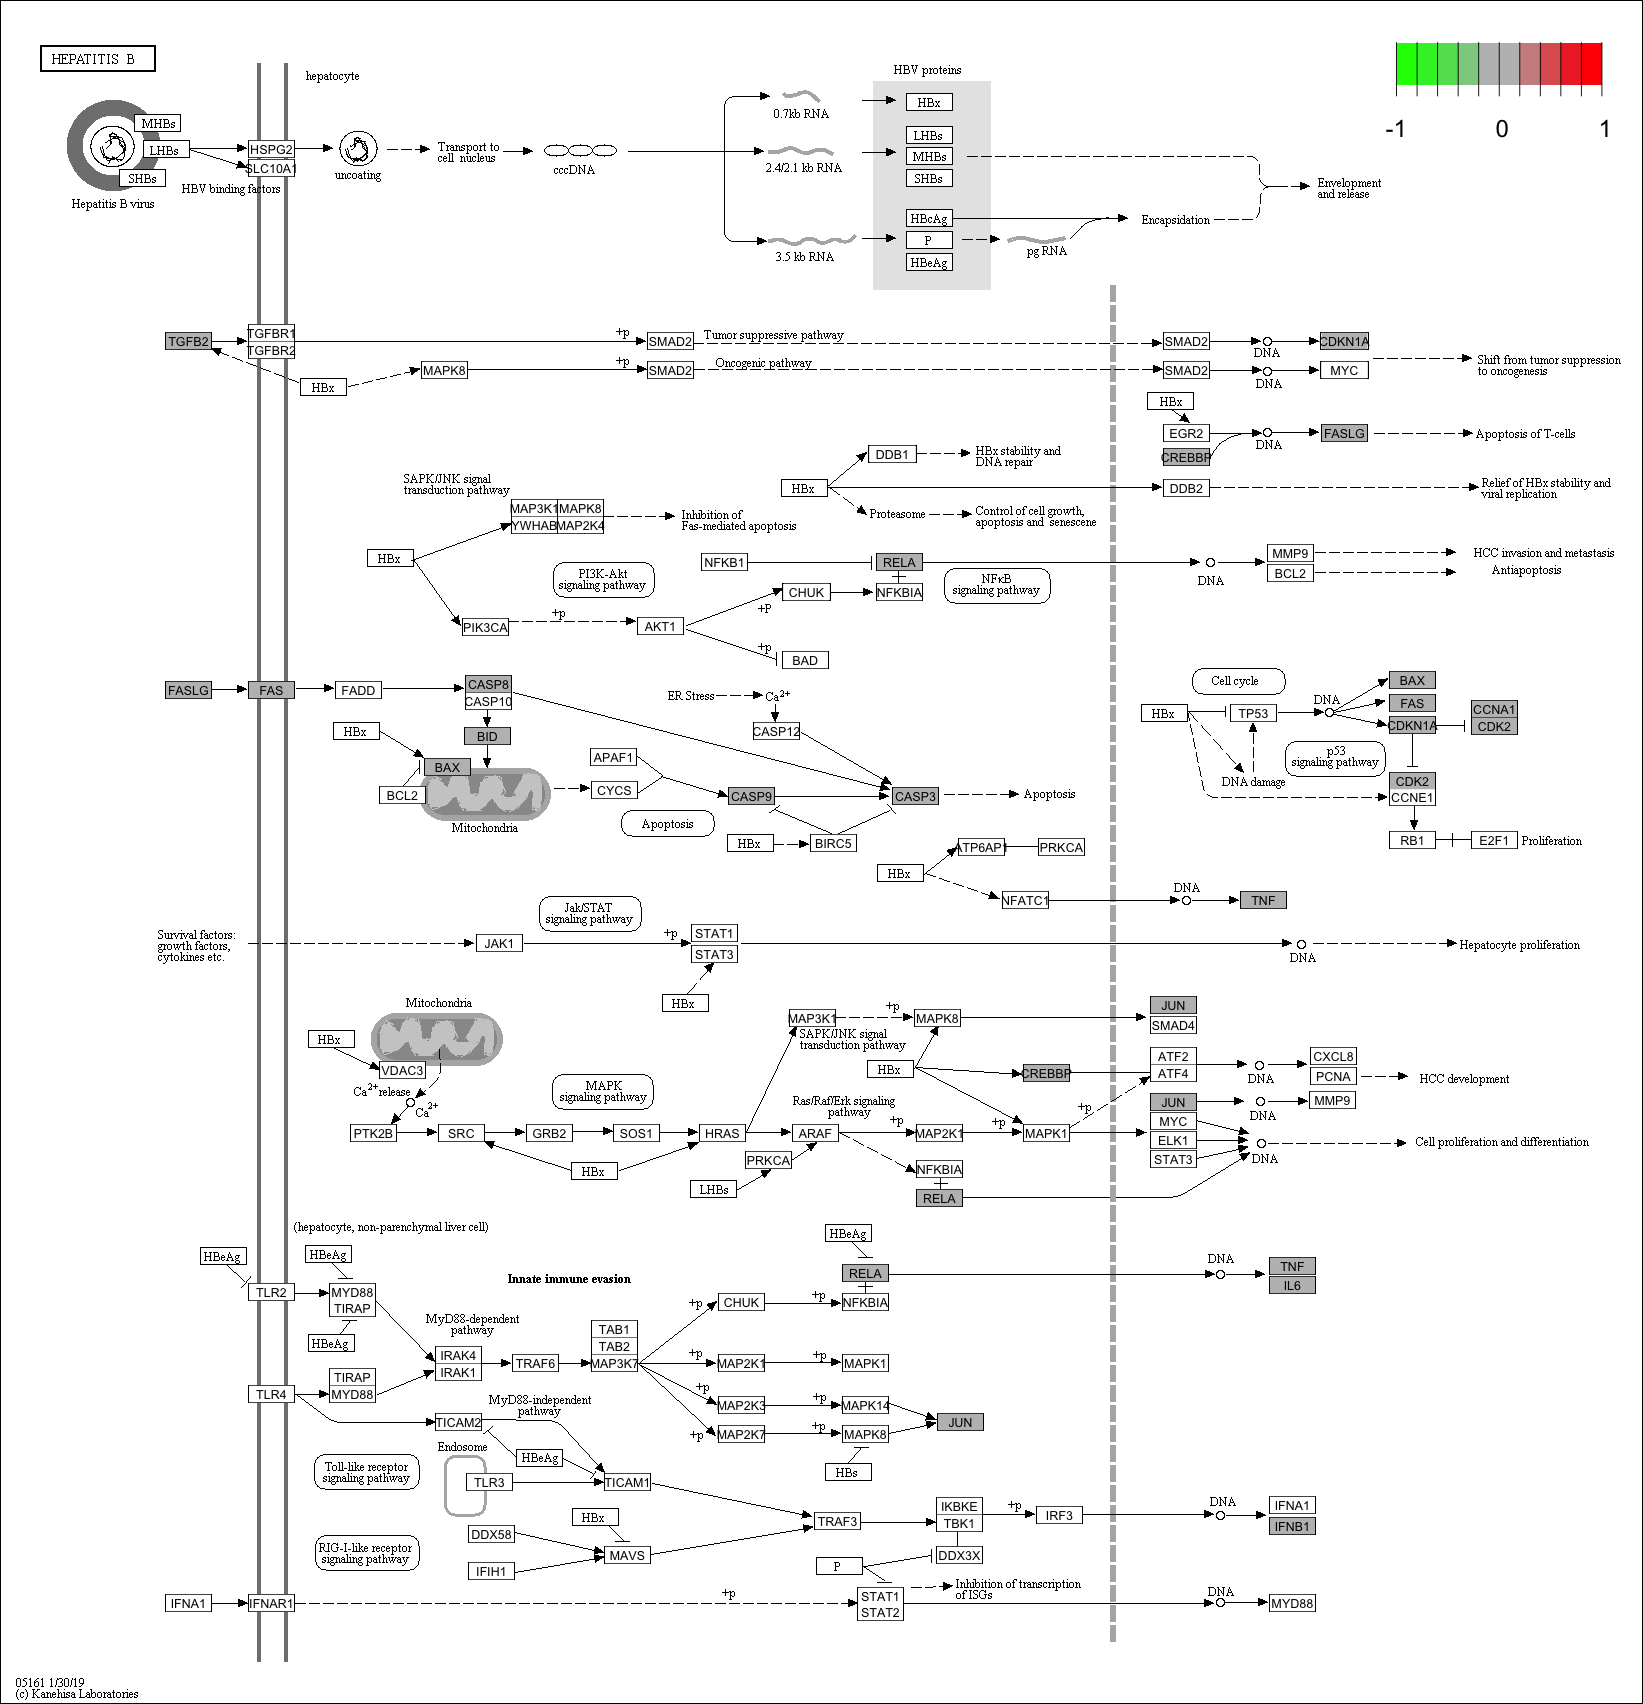 HEPATITIS B
hepatocyte
HBV proteins
-1
0
1
MHBs
LHBs
SHBs
Hepatitis B virus
HSPG2
SLC10A1
HBV binding factors
uncoating
Transport to
cell nucleus
cccDNA
0.7kb RNA
2.4/2.1 kb RNA
3.5 kb RNA
HBx
LHBs
MHBs
SHBs
HBcAg
P
HBeAg
pg RNA
Encapsidation
Envelopment
and release
TGFB2
TGFBR1
TGFBR2
+p
SMAD2
Tumor suppressive pathway
SMAD2
DNA
CDKN1A
HBx
MAPK8
+p
SMAD2
Oncogenic pathway
SMAD2
DNA
MYC
Shift from tumor suppression
to oncogenesis
HBx
EGR2
CREBBP
DNA
FASLG
Apoptosis of T-cells
HBx
DDB1
HBx stability and
DNA repair
DDB2
Relief of HBx stability and
viral replication
Proteasome
Control of cell growth,
apoptosis and senescene
SAPK/JNK signal
transduction pathway
MAP3K1
MAPK8
YWHAB
MAP2K4
Inhibition of
Fas-mediated apoptosis
HBx
PI3K-Akt
signaling pathway
NFKB1
RELA
CHUK
NFKBIA
NFκB
signaling pathway
DNA
MMP9
BCL2
HCC invasion and metastasis
Antiapoptosis
PIK3CA
+p
AKT1
+P
+p
BAD
FASLG
FAS
FADD
CASP8
CASP10
BID
HBx
BAX
BCL2
Mitochondria
ER Stress
Ca2+
CASP12
APAF1
CYCS
CASP9
CASP3
Apoptosis
Apoptosis
HBx
BIRC5
Cell cycle
HBx
TP53
DNA
BAX
FAS
CDKN1A
CCNA1
CDK2
DNA damage
p53
signaling pathway
CDK2
CCNE1
RB1
E2F1
Proliferation
HBx
ATP6AP1
PRKCA
NFATC1
DNA
TNF
Survival factors:
growth factors,
cytokines etc.
Jak/STAT
signaling pathway
JAK1
+p
STAT1
STAT3
HBx
DNA
Hepatocyte proliferation
Mitochondria
HBx
VDAC3
Ca2+ release
Ca2+
PTK2B
SRC
GRB2
SOS1
HRAS
ARAF
MAPK
signaling pathway
HBx
PRKCA
LHBs
MAP3K1
+p
MAPK8
SAPK/JNK signal
transduction pathway
HBx
CREBBP
Ras/Raf/Erk signaling
pathway
+p
MAP2K1
+p
MAPK1
+p
NFKBIA
RELA
JUN
SMAD4
ATF2
ATF4
DNA
CXCL8
PCNA
HCC development
JUN
DNA
MMP9
MYC
ELK1
STAT3
DNA
Cell proliferation and differentiation
(hepatocyte, non-parenchymal liver cell)
Innate immune evasion
HBeAg
TLR2
HBeAg
MYD88
TIRAP
HBeAg
MyD88-dependent
pathway
IRAK4
IRAK1
TRAF6
TAB1
TAB2
MAP3K7
+p
CHUK
+p
NFKBIA
RELA
HBeAg
DNA
TNF
IL6
+p
MAP2K1
+p
MAPK1
+p
MAP2K3
+p
MAPK14
+p
MAP2K7
+p
MAPK8
JUN
HBs
TLR4
TIRAP
MYD88
MyD88-independent
pathway
TICAM2
HBeAg
Endosome
TLR3
TICAM1
Toll-like receptor
signaling pathway
RIG-I-like receptor
signaling pathway
DDX58
IFIH1
HBx
MAVS
TRAF3
IKBKE
TBK1
DDX3X
+p
IRF3
DNA
IFNA1
IFNB1
P
IFNA1
IFNAR1
+p
STAT1
STAT2
Inhibition of transcription
of ISGs
DNA
MYD88
05161 1/30/19
(c) Kanehisa Laboratories